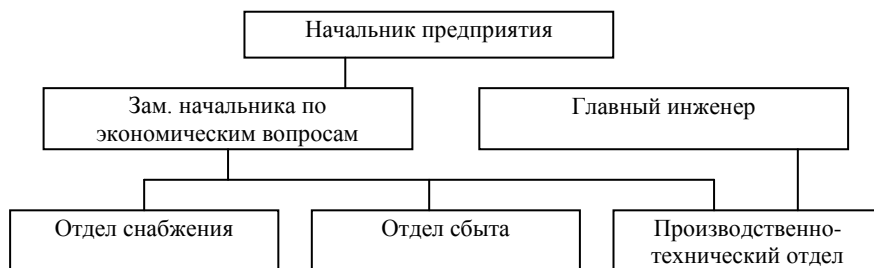 Начальник предприятия
Зам. начальника по
экономическим вопросам
Главный инженер
Отдел снабжения
Отдел сбыта
Производственно-
технический отдел